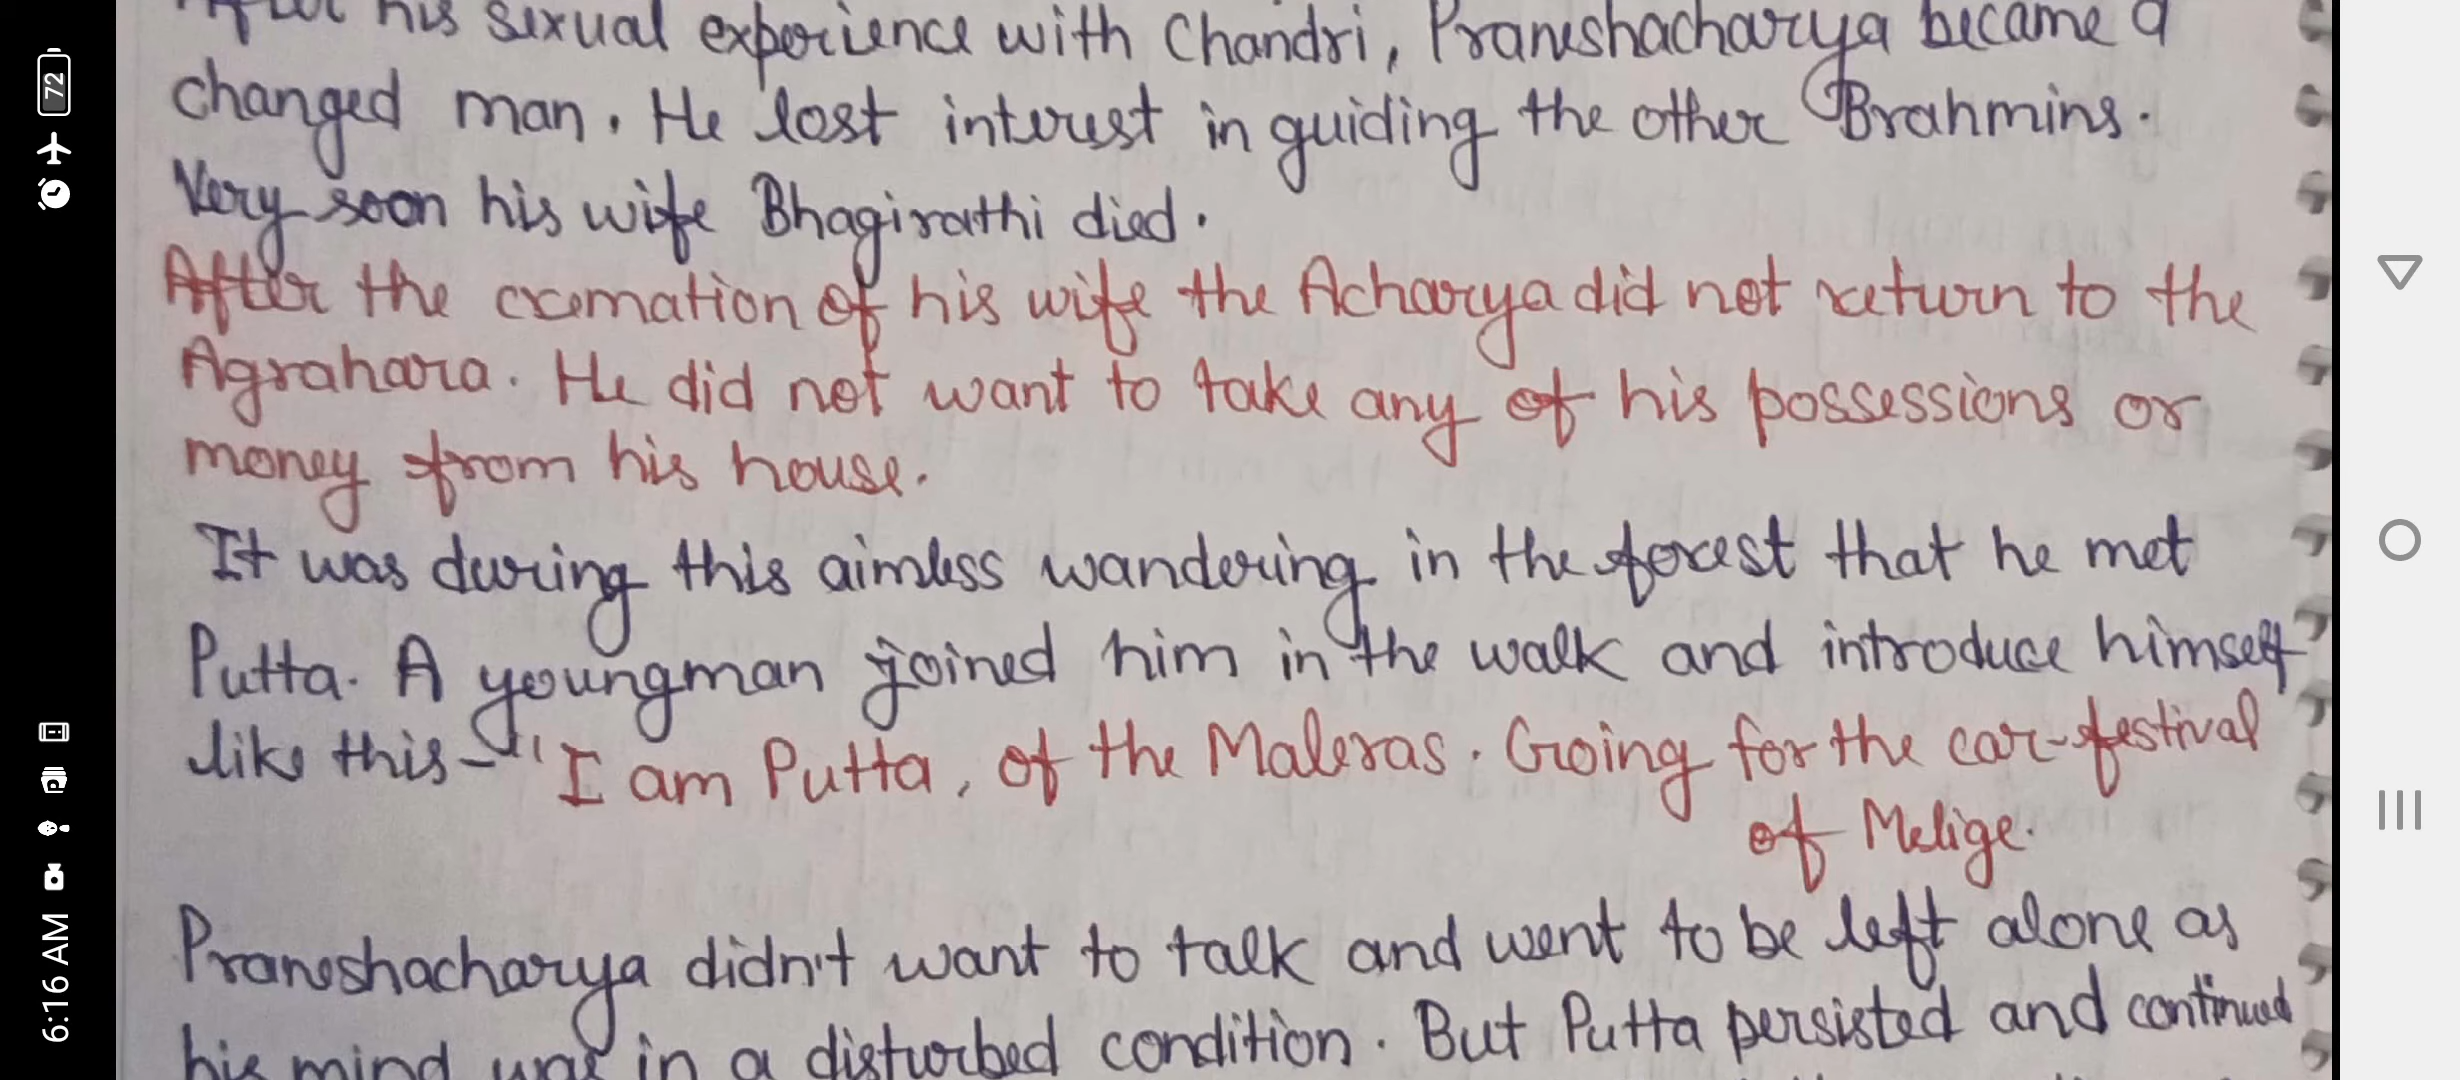 After his sexual experience with Chandri, Praneshacharya became a
changed man. He lost interest in guiding the other Brahmins.
Very soon his wife Bhagirathi died.
After the cremation of his wife the Acharya did not return to the
Agrahara. He did not want to take any of his possessions or
money from his house.
It was during this aimless wandering in the forest that he met
Putta. A youngman joined him in the walk and introduce himself
like this- "I am Putta, of the Maleras. Going for the car-festival
of Melige.
Praneshacharya didn't want to talk and went to be left alone as
his mind was in a disturbed condition. But Putta persisted and continued
72
6:16 AM